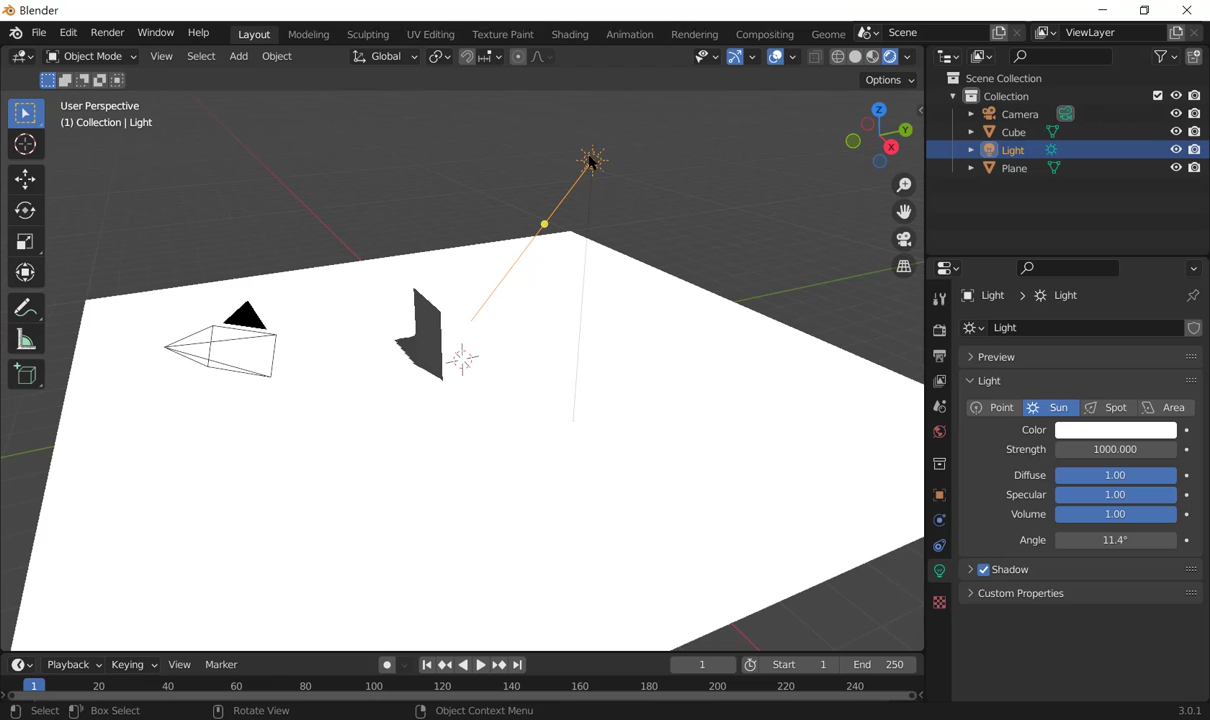 Blender
File Edit Render Window Help Layout Modeling Sculpting UV Editing Texture Paint Shading Animation Rendering Compositing Geome Scene ViewLayer
Object Mode View Select Add Object Global
Options
User Perspective
(1) Collection | Light
Z
Y
X
Scene Collection
Collection
Camera
Cube
Light
Plane
Light > Light
Light
Preview
Light
Point Sun Spot Area
Color
Strength 1000.000
Diffuse 1.00
Specular 1.00
Volume 1.00
Angle 11.4°
Shadow
Custom Properties
Playback Keying View Marker 1 Start 1 End 250
1 20 40 60 80 100 120 140 160 180 200 220 240
Select Box Select Rotate View Object Context Menu 3.0.1